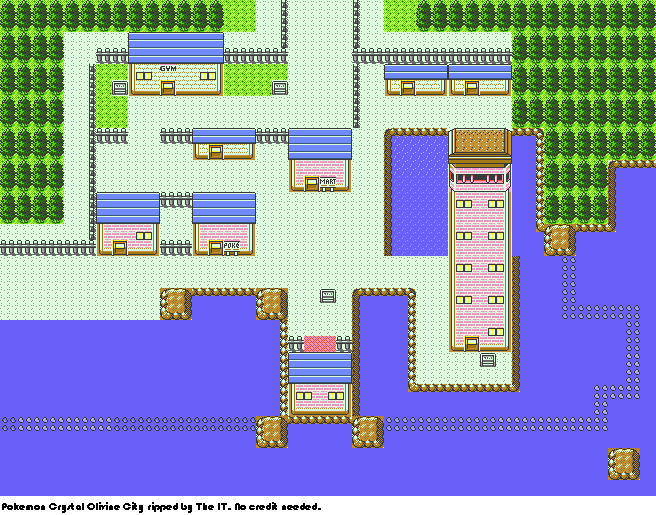 GYM
MART
POKé
Pokemon Crystal Olivine City ripped by The IT. No credit needed.